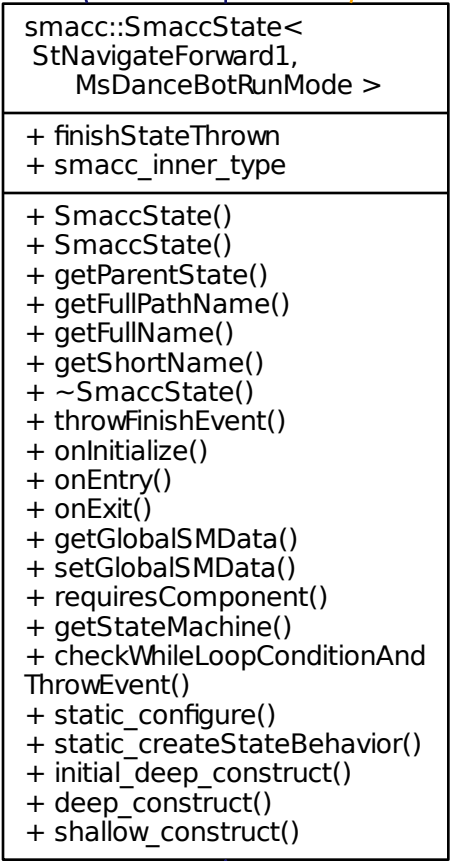 smacc::SmaccState<
StNavigateForward1,
MsDanceBotRunMode >
+ finishStateThrown
+ smacc_inner_type
+ SmaccState()
+ SmaccState()
+ getParentState()
+ getFullPathName()
+ getFullName()
+ getShortName()
+ ~SmaccState()
+ throwFinishEvent()
+ onInitialize()
+ onEntry()
+ onExit()
+ getGlobalSMData()
+ setGlobalSMData()
+ requiresComponent()
+ getStateMachine()
+ checkWhileLoopConditionAnd
ThrowEvent()
+ static_configure()
+ static_createStateBehavior()
+ initial_deep_construct()
+ deep_construct()
+ shallow_construct()